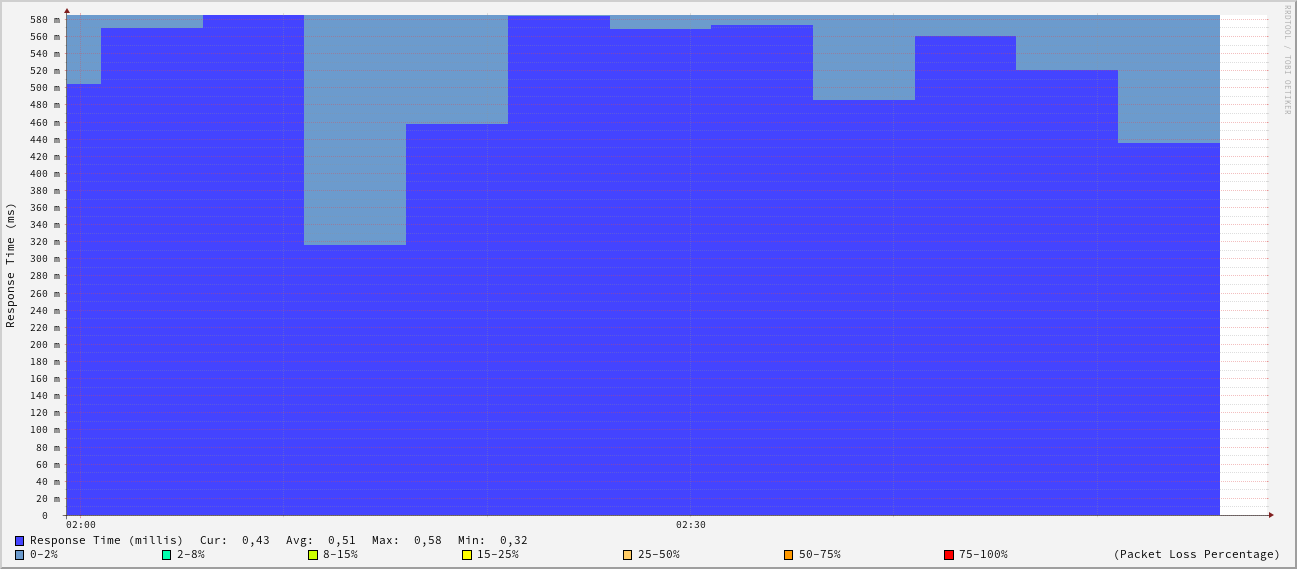 RRDTOOL / TOBI OETIKER
Response Time (ms)
580 m
560 m
540 m
520 m
500 m
480 m
460 m
440 m
420 m
400 m
380 m
360 m
340 m
320 m
300 m
280 m
260 m
240 m
220 m
200 m
180 m
160 m
140 m
120 m
100 m
80 m
60 m
40 m
20 m
0
02:00 02:30
Response Time (millis) Cur: 0,43 Avg: 0,51 Max: 0,58 Min: 0,32
0-2% 2-8% 8-15% 15-25% 25-50% 50-75% 75-100% (Packet Loss Percentage)